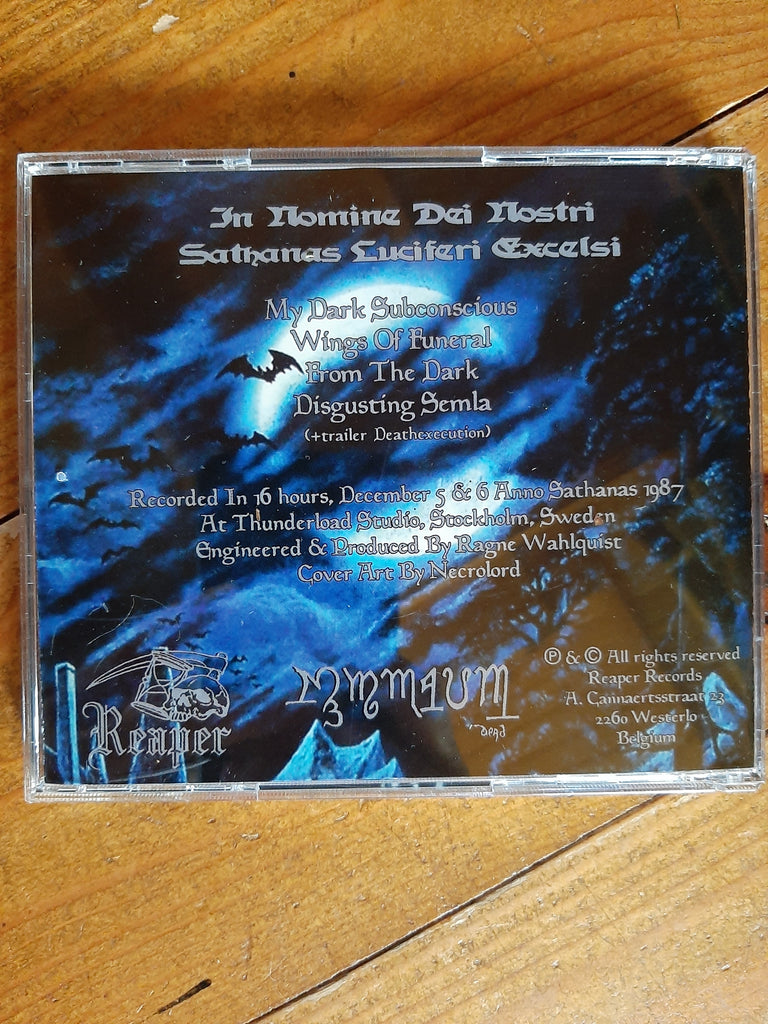 In Nomine Dei Nostri
Sathanas Luciferi Excelsi
My Dark Subconscious
Wings Of Funeral
From The Dark
Disgusting Semla
(+trailer Deathexecution)
Recorded In 16 hours, December 5 & 6 Anno Sathanas 1987
At Thunderload Studio, Stockholm, Sweden
Engineered & Produced By Ragne Wahlquist
Cover Art By Necrolord
Reaper
℗ & © All rights reserved
Reaper Records
A. Cannaertsstraat 23
2260 Westerlo
Belgium